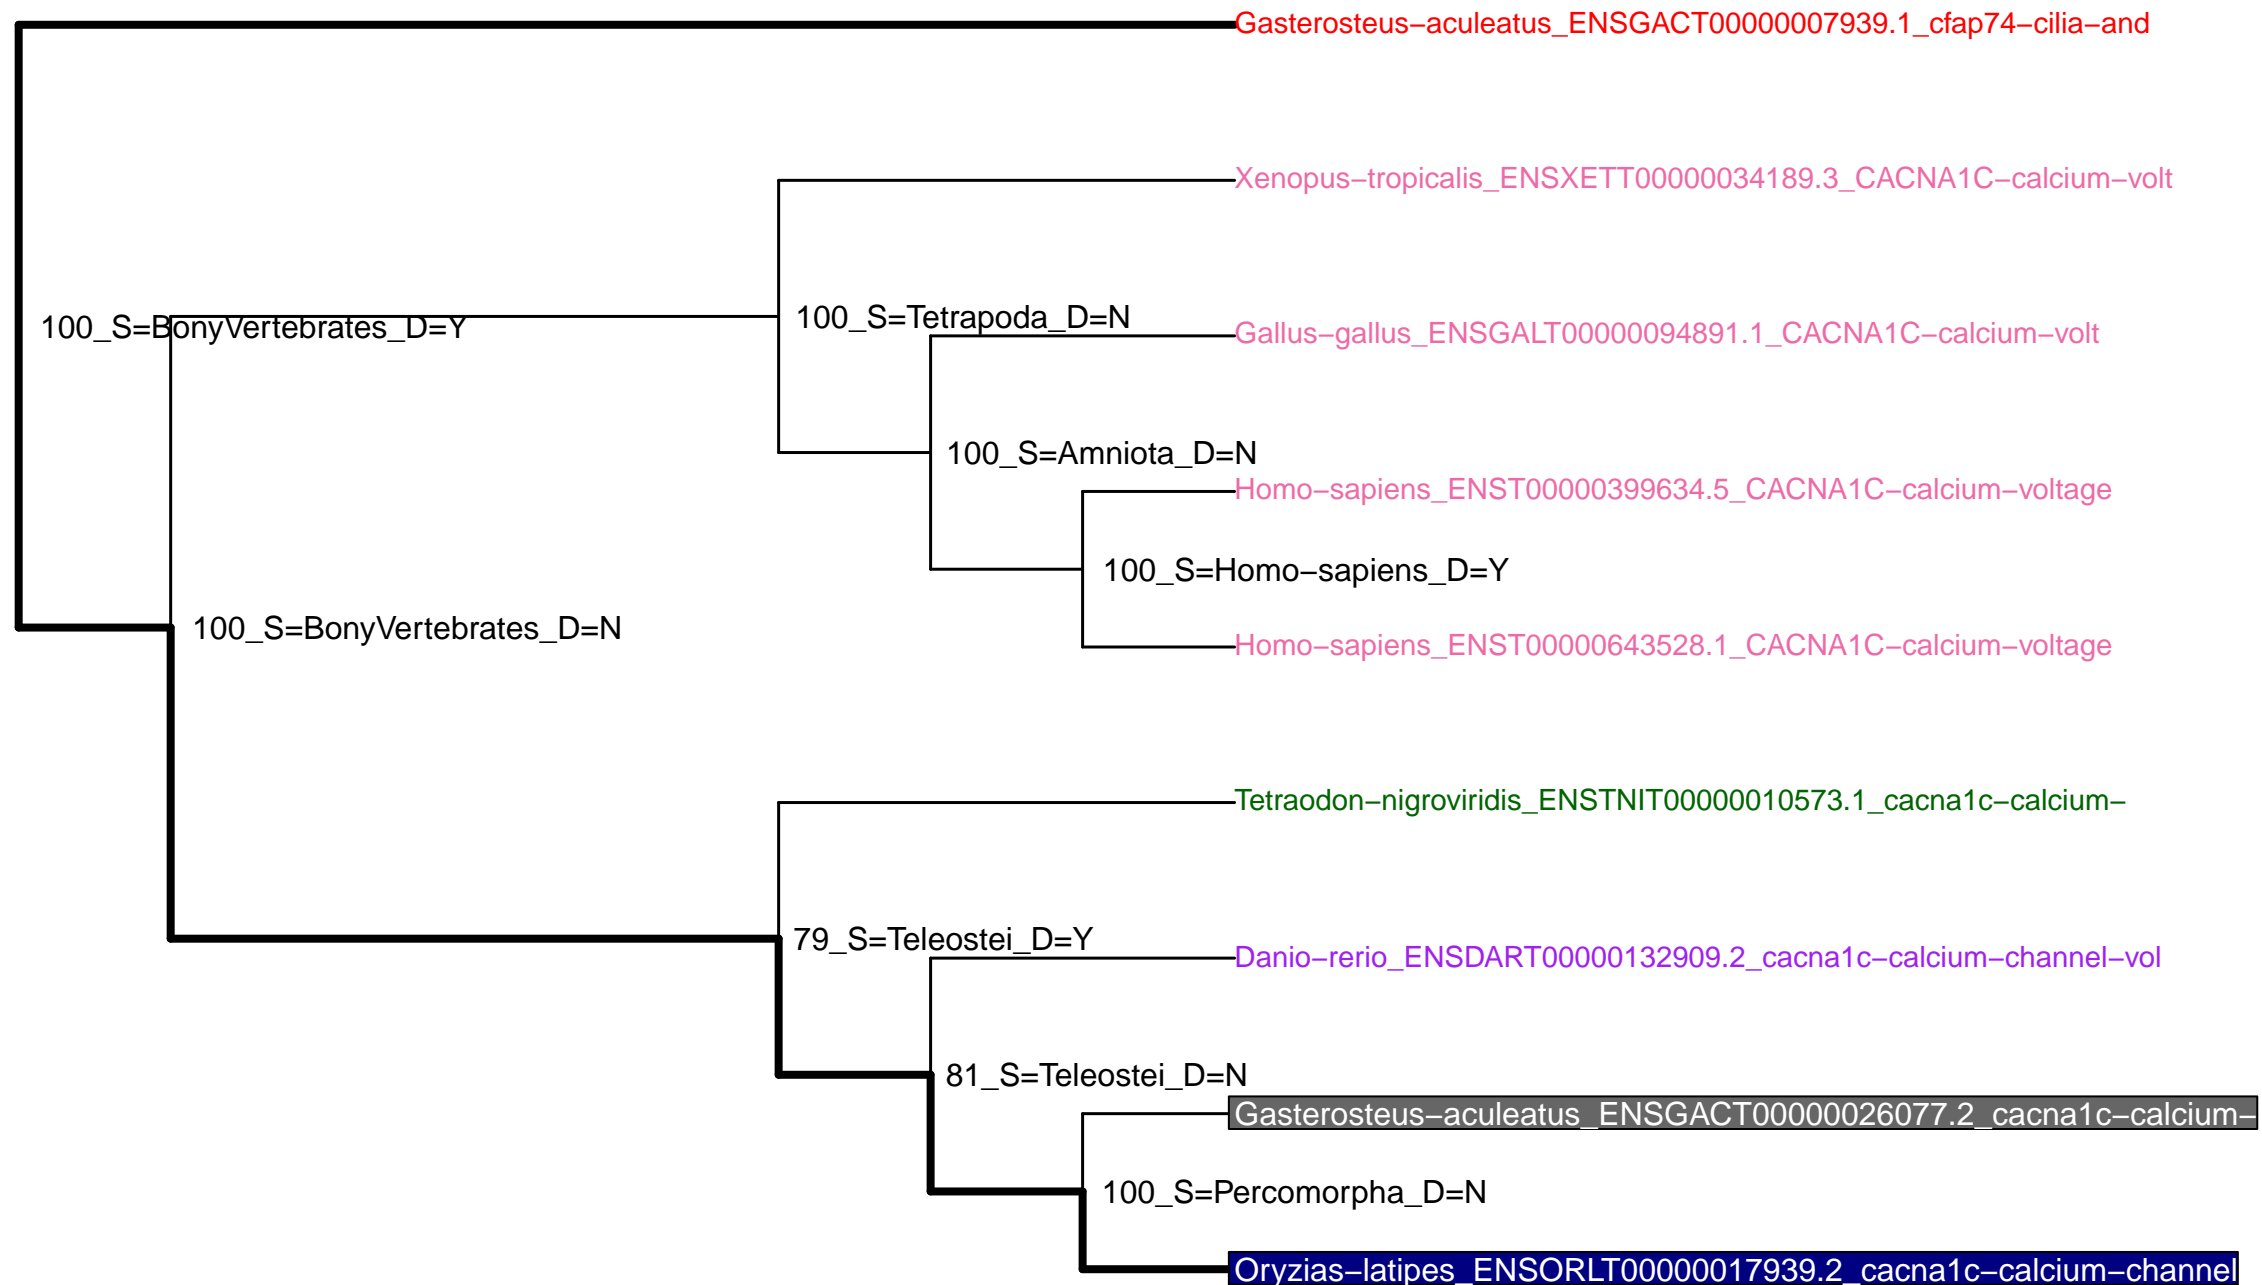 Gasterosteus−aculeatus_ENSGACT00000007939.1_cfap74−cilia−and
Xenopus−tropicalis_ENSXETT00000034189.3_CACNA1C−calcium−volt
100_S=BonyVertebrates_D=Y
100_S=Tetrapoda_D=N
Gallus−gallus_ENSGALT00000094891.1_CACNA1C−calcium−volt
100_S=Amniota_D=N
Homo−sapiens_ENST00000399634.5_CACNA1C−calcium−voltage
100_S=Homo−sapiens_D=Y
100_S=BonyVertebrates_D=N
Homo−sapiens_ENST00000643528.1_CACNA1C−calcium−voltage
Tetraodon−nigroviridis_ENSTNIT00000010573.1_cacna1c−calcium−
79_S=Teleostei_D=Y
Danio−rerio_ENSDART00000132909.2_cacna1c−calcium−channel−vol
81_S=Teleostei_D=N
Gasterosteus−aculeatus_ENSGACT00000026077.2_cacna1c−calcium−
100_S=Percomorpha_D=N
Oryzias−latipes_ENSORLT00000017939.2_cacna1c−calcium−channel